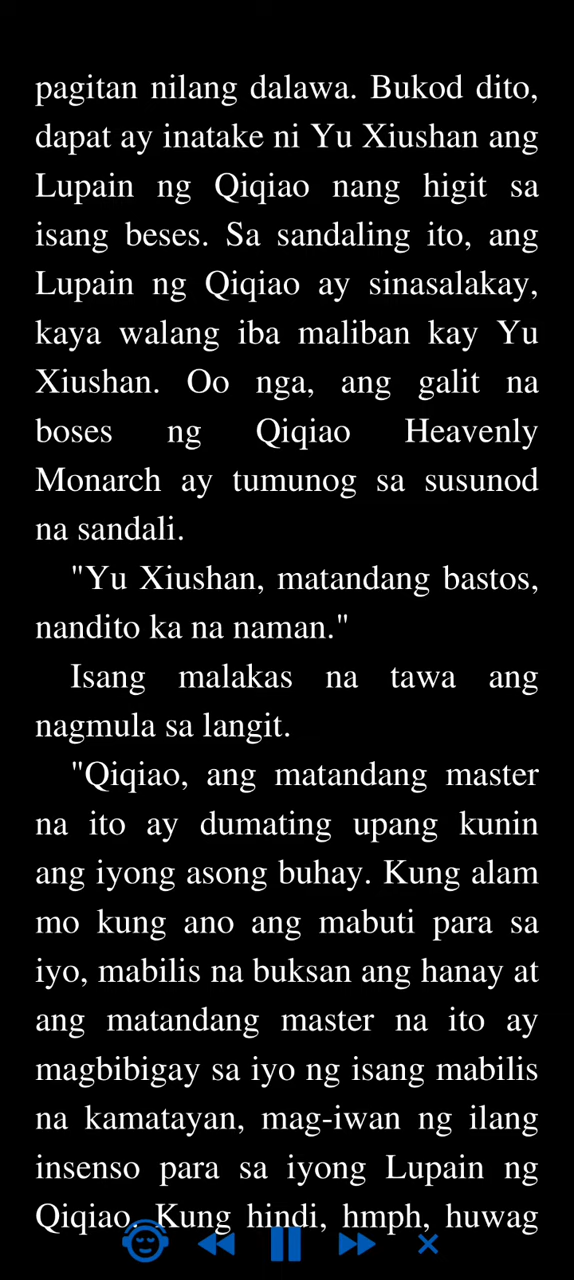 pagitan nilang dalawa. Bukod dito,
dapat ay inatake ni Yu Xiushan ang
Lupain ng Qiqiao nang higit sa
isang beses. Sa sandaling ito, ang
Lupain ng Qiqiao ay sinasalakay,
kaya walang iba maliban kay Yu
Xiushan. Oo nga, ang galit na
boses ng Qiqiao Heavenly
Monarch ay tumunog sa susunod
na sandali.
"Yu Xiushan, matandang bastos,
nandito ka na naman."
Isang malakas na tawa ang
nagmula sa langit.
"Qiqiao, ang matandang master
na ito ay dumating upang kunin
ang iyong asong buhay. Kung alam
mo kung ano ang mabuti para sa
iyo, mabilis na buksan ang hanay at
ang matandang master na ito ay
magbibigay sa iyo ng isang mabilis
na kamatayan, mag-iwan ng ilang
insenso para sa iyong Lupain ng
Qiqiao. Kung hindi, hmph, huwag